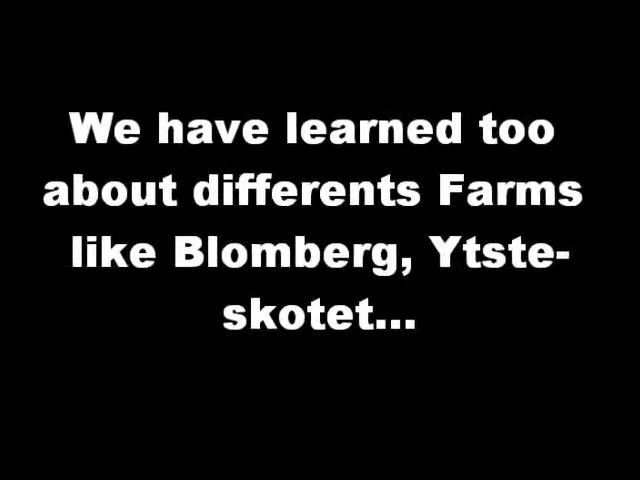 We have learned too
about differents Farms
like Blomberg, Ytste-
skotet...